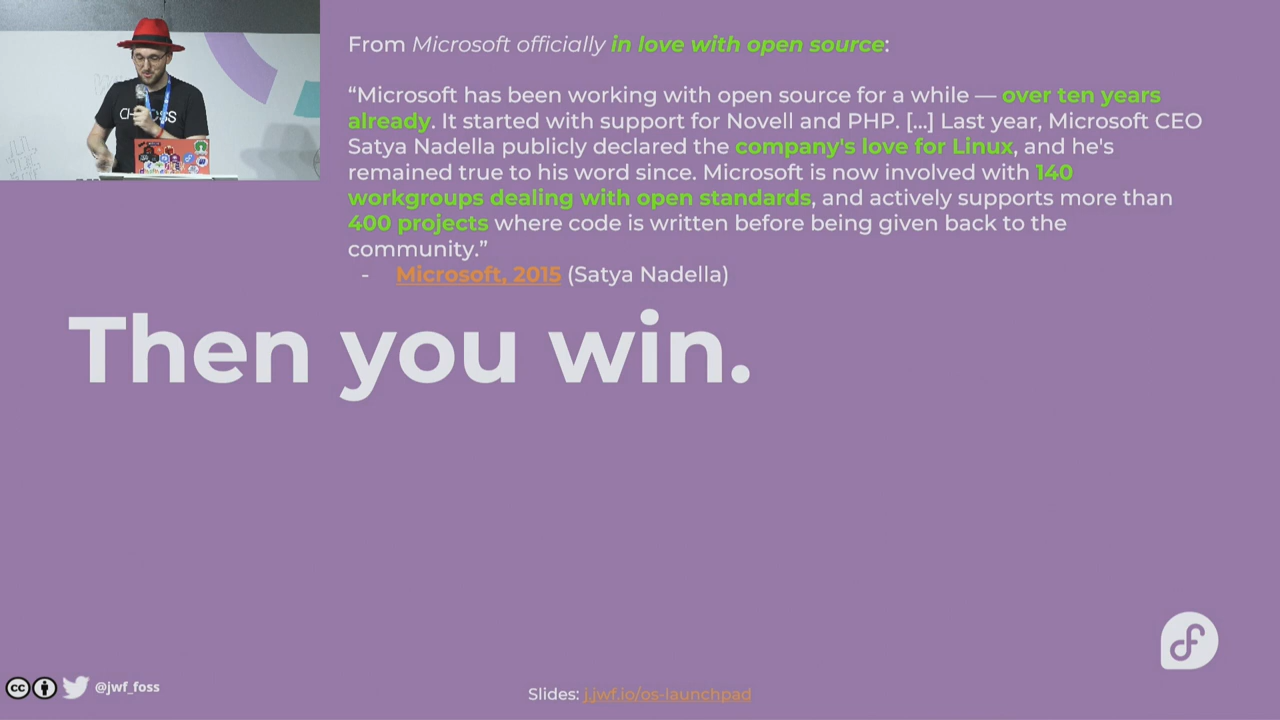 From Microsoft officially in love with open source:
“Microsoft has been working with open source for a while — over ten years
already. It started with support for Novell and PHP. [...] Last year, Microsoft CEO
Satya Nadella publicly declared the company's love for Linux, and he's
remained true to his word since. Microsoft is now involved with 140
workgroups dealing with open standards, and actively supports more than
400 projects where code is written before being given back to the
community.”
- Microsoft, 2015 (Satya Nadella)
Then you win.
cc
@jwf_foss
Slides: j.jwf.io/os-launchpad